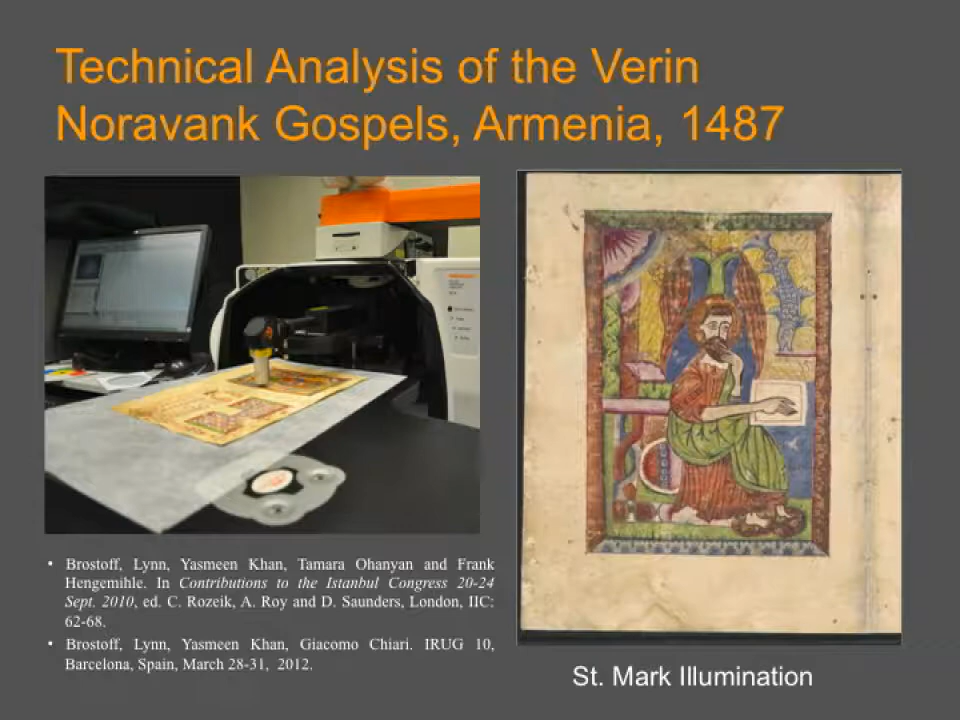 Technical Analysis of the Verin
Noravank Gospels, Armenia, 1487
• Brostoff, Lynn, Yasmeen Khan, Tamara Ohanyan and Frank
Hengemihle. In Contributions to the Istanbul Congress 20-24
Sept. 2010, ed. C. Rozeik, A. Roy and D. Saunders, London, IIC:
62-68.
• Brostoff, Lynn, Yasmeen Khan, Giacomo Chiari. IRUG 10,
Barcelona, Spain, March 28-31, 2012.
St. Mark Illumination